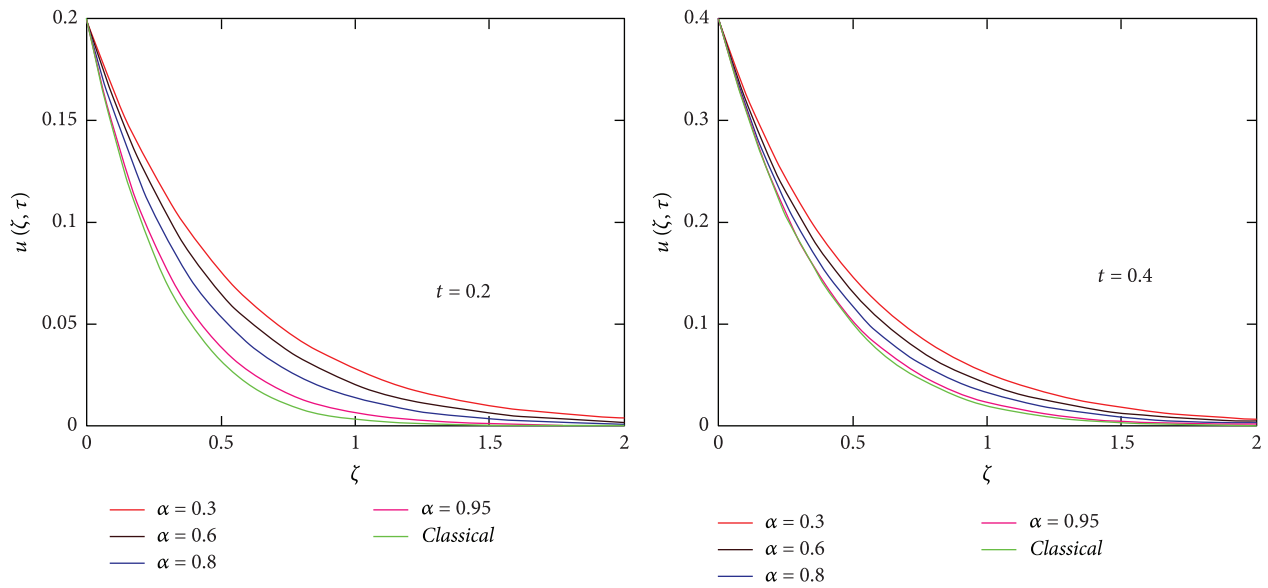 0.2
0.15
0.1
0.05
0
u (ζ, τ)
t = 0.2
0 0.5 1 1.5 2
ζ
α = 0.3
α = 0.6
α = 0.8
α = 0.95
Classical
0.4
0.3
0.2
0.1
0
u (ζ, τ)
t = 0.4
0 0.5 1 1.5 2
ζ
α = 0.3
α = 0.6
α = 0.8
α = 0.95
Classical